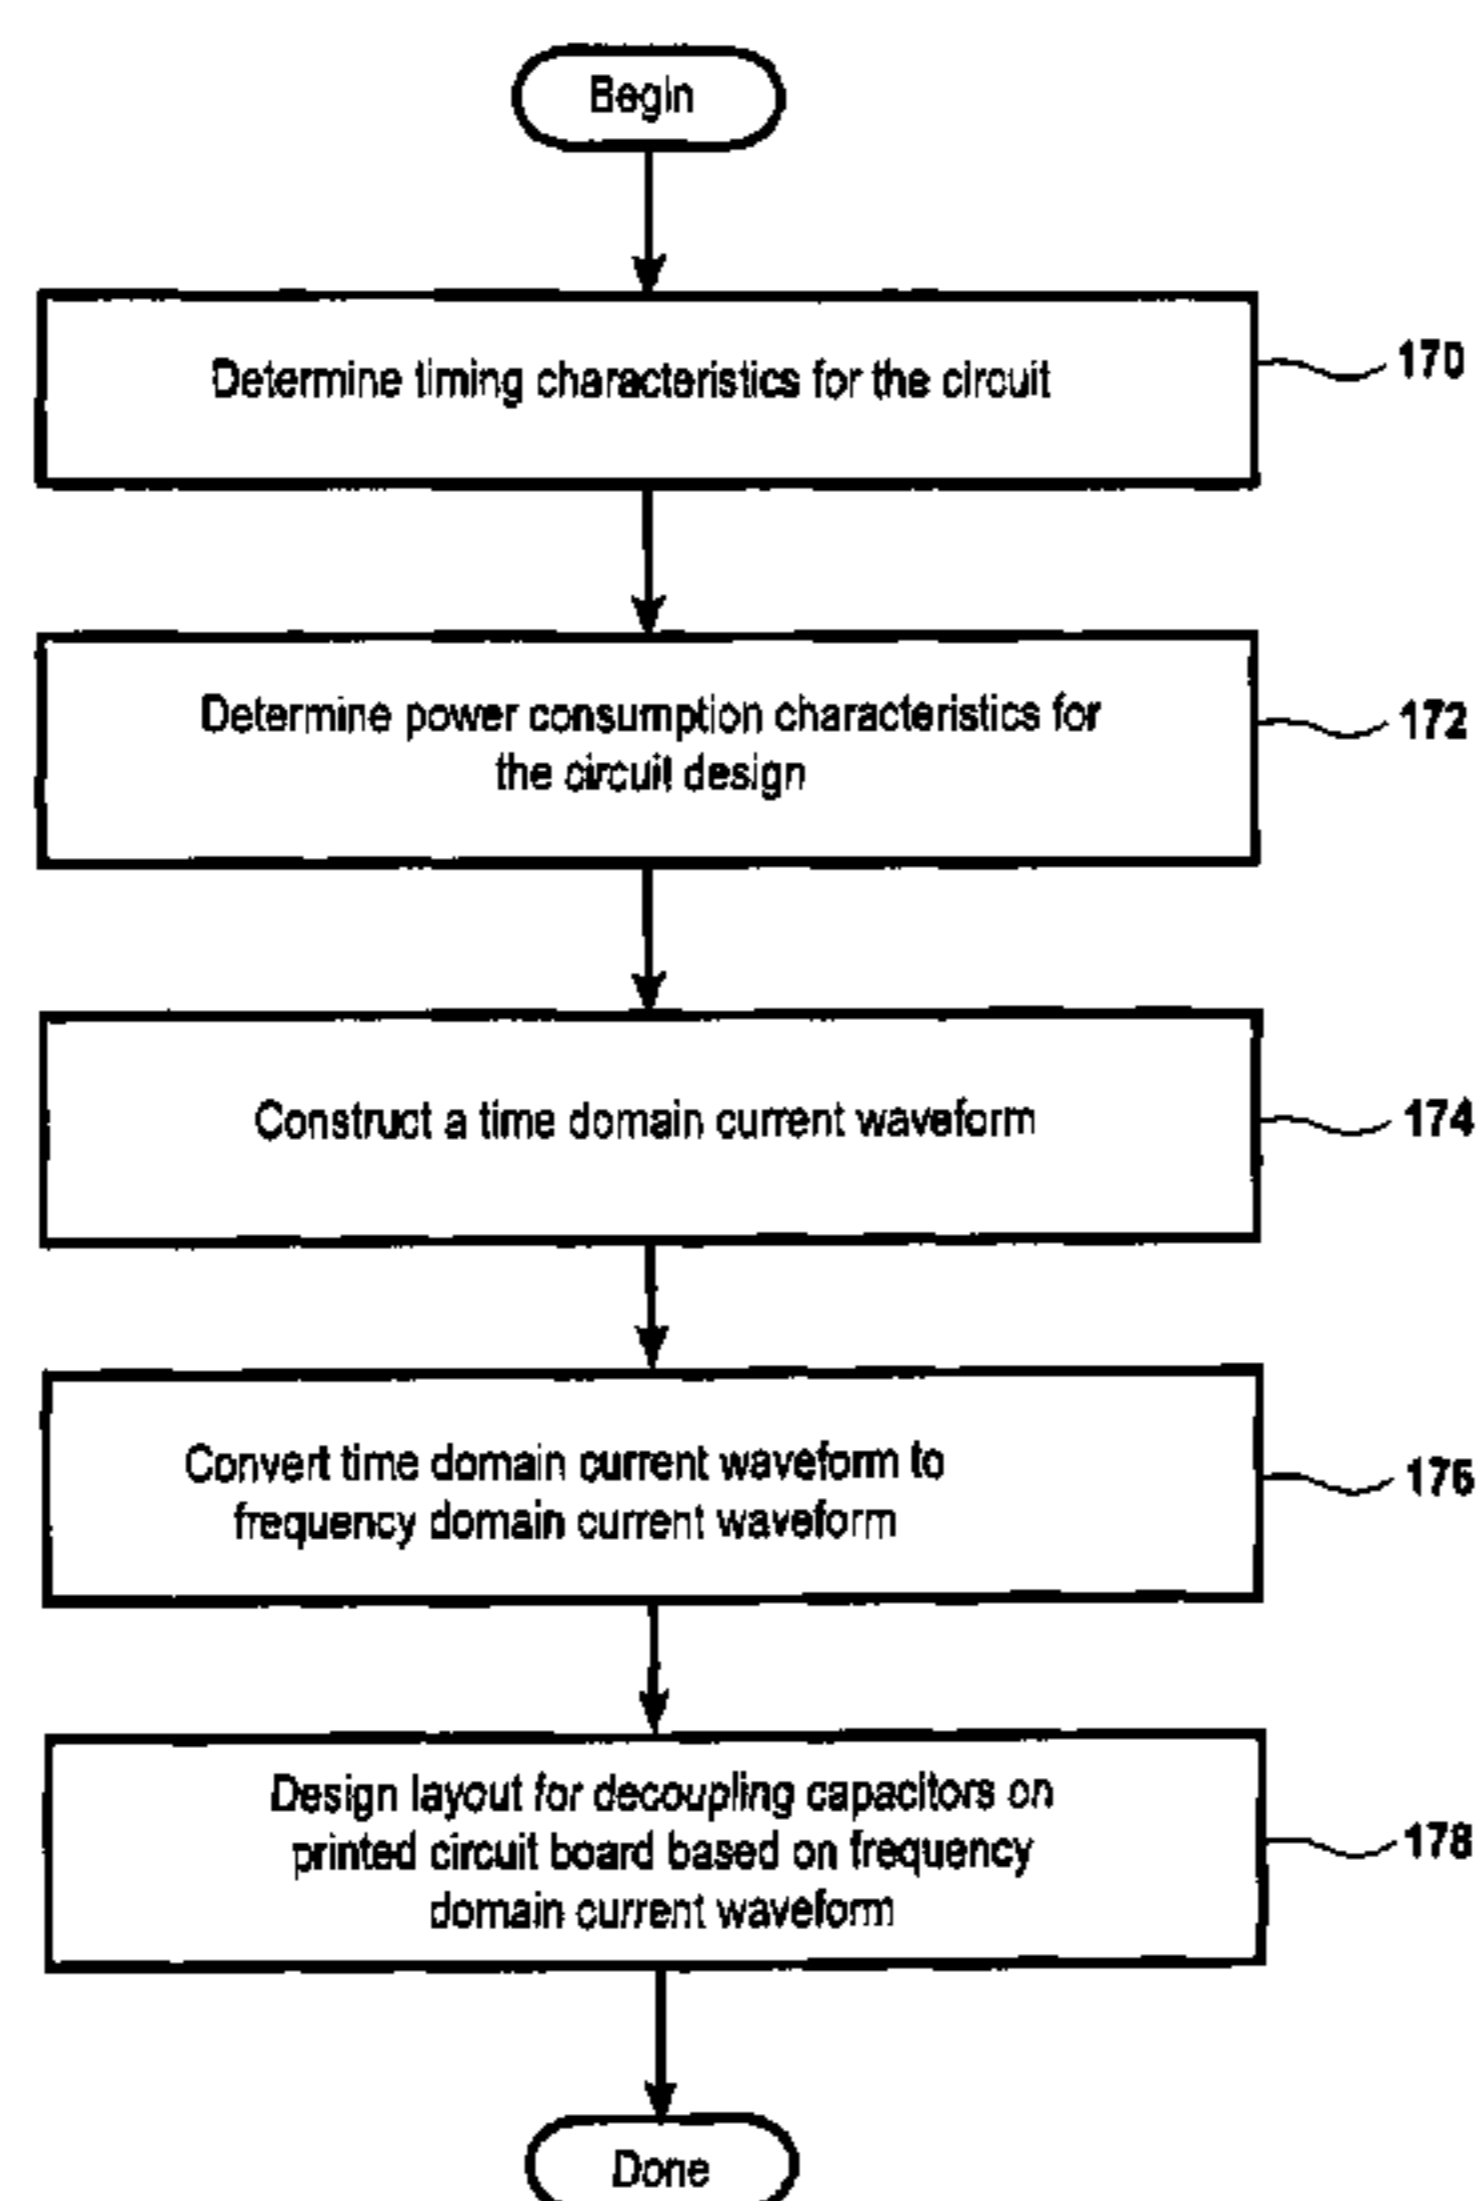 Begin
Determine timing characteristics for the circuit
170
Determine power consumption characteristics for
the circuit design
172
Construct a time domain current waveform
174
Convert time domain current waveform to
frequency domain current waveform
176
Design layout for decoupling capacitors on
printed circuit board based on frequency
domain current waveform
178
Done